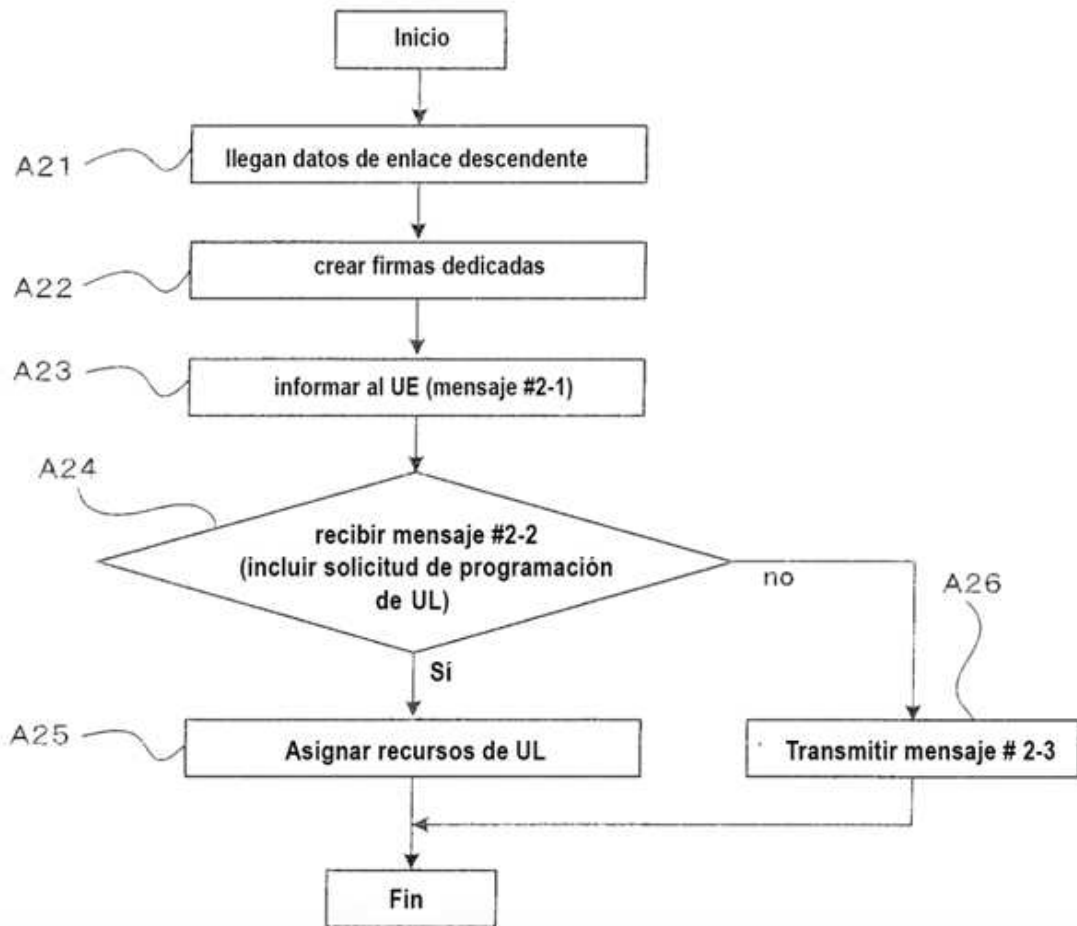 Inicio
A21
llegan datos de enlace descendente
A22
crear firmas dedicadas
A23
informar al UE (mensaje #2-1)
A24
recibir mensaje #2-2
(incluir solicitud de programación
de UL)
no
A26
Sí
A25
Asignar recursos de UL
Transmitir mensaje # 2-3
Fin